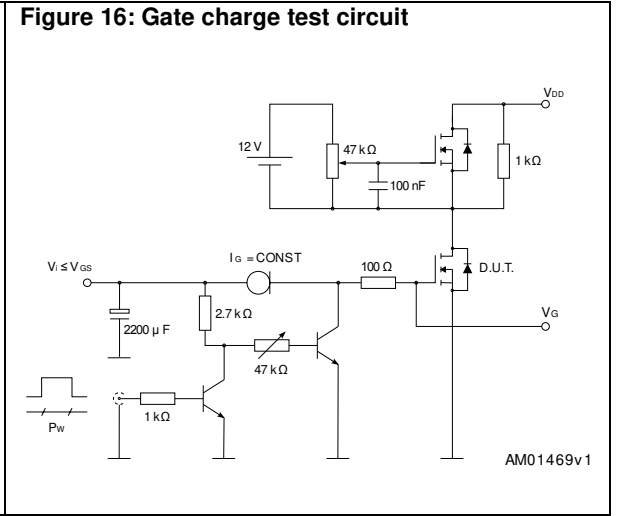 Figure 16: Gate charge test circuit
VDD
12 V
47 kΩ
1 kΩ
100 nF
Vi ≤ VGS
IG = CONST
100 Ω
D.U.T.
2.7 kΩ
VG
2200 μF
47 kΩ
1 kΩ
PW
AM01469v1